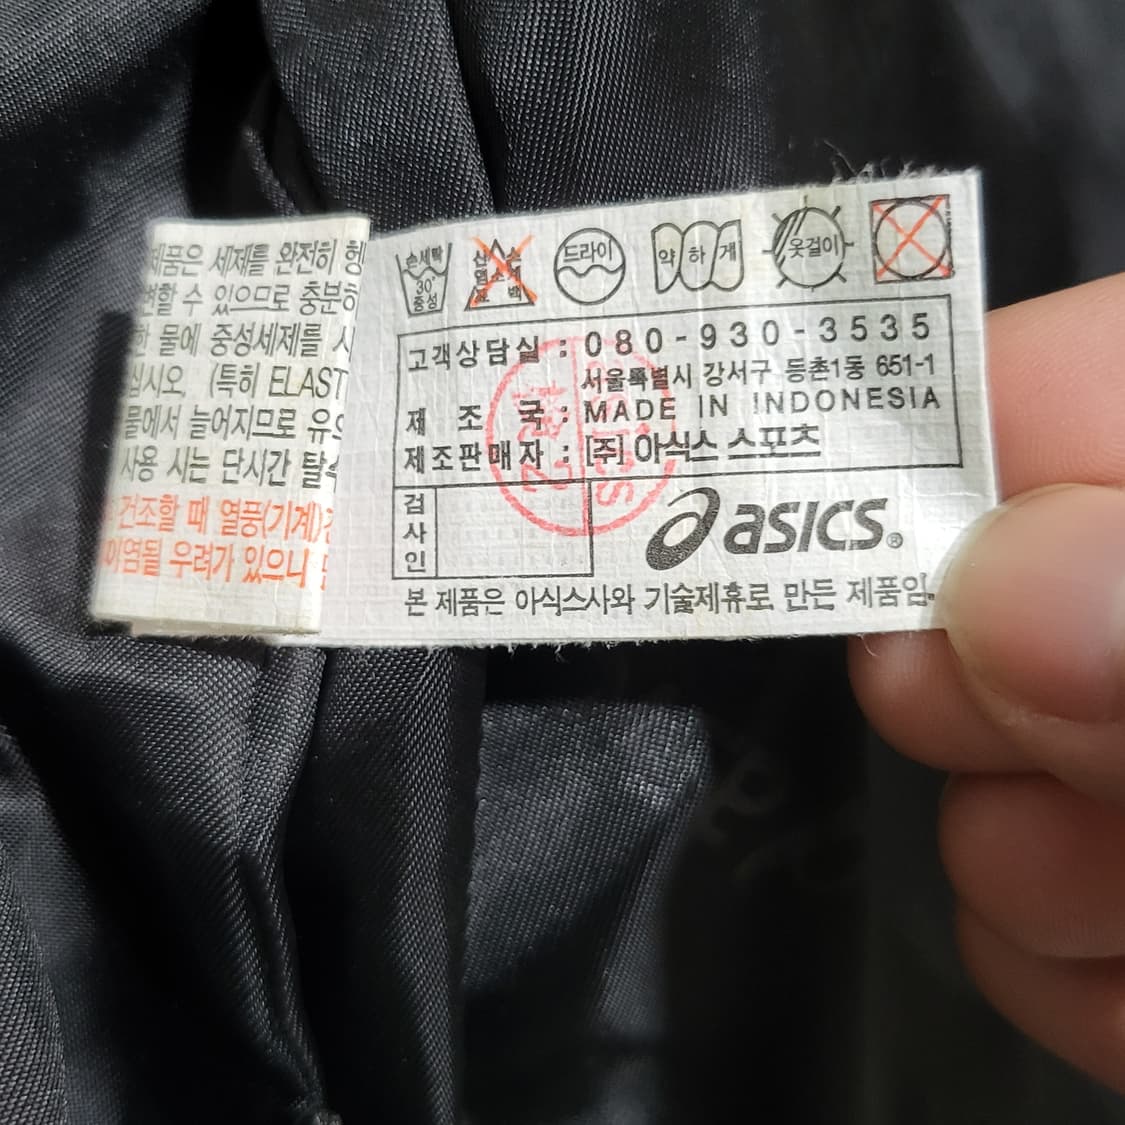 제품은 세제를 완전히 헹
변할 수 있으므로 충분히
한 물에 중성세제를 사
십시오. (특히 ELAST
물에서 늘어지므로 유의
사용 시는 단시간 탈수
건조할 때 열풍(기계)건
이염될 우려가 있으니
손세탁
30°
중성
드라이
약하게
옷걸이
고객상담실 : 080-930-3535
서울특별시 강서구 등촌1동 651-1
제 조 국 : MADE IN INDONESIA
제조판매자 : [주] 아식스 스포츠
검사인
asics®
본 제품은 아식스사와 기술제휴로 만든 제품임.